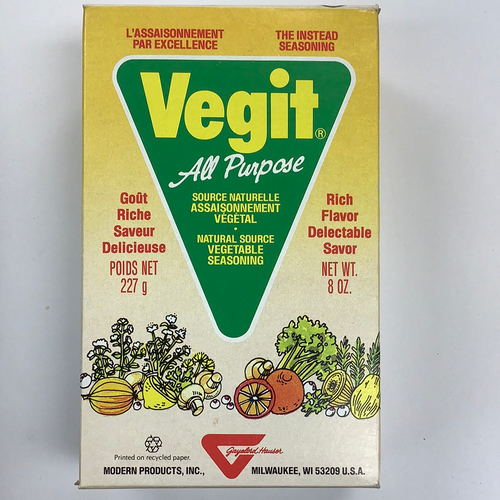 L'ASSAISONNEMENT
PAR EXCELLENCE
THE INSTEAD
SEASONING
Vegit®
All Purpose
SOURCE NATURELLE
ASSAISONNEMENT
VÉGÉTAL
•
NATURAL SOURCE
VEGETABLE
SEASONING
Goût
Riche
Saveur
Delicieuse
POIDS NET
227 g
Rich
Flavor
Delectable
Savor
NET WT.
8 OZ.
Printed on recycled paper.
Gayelord Hauser
MODERN PRODUCTS, INC., MILWAUKEE, WI 53209 U.S.A.